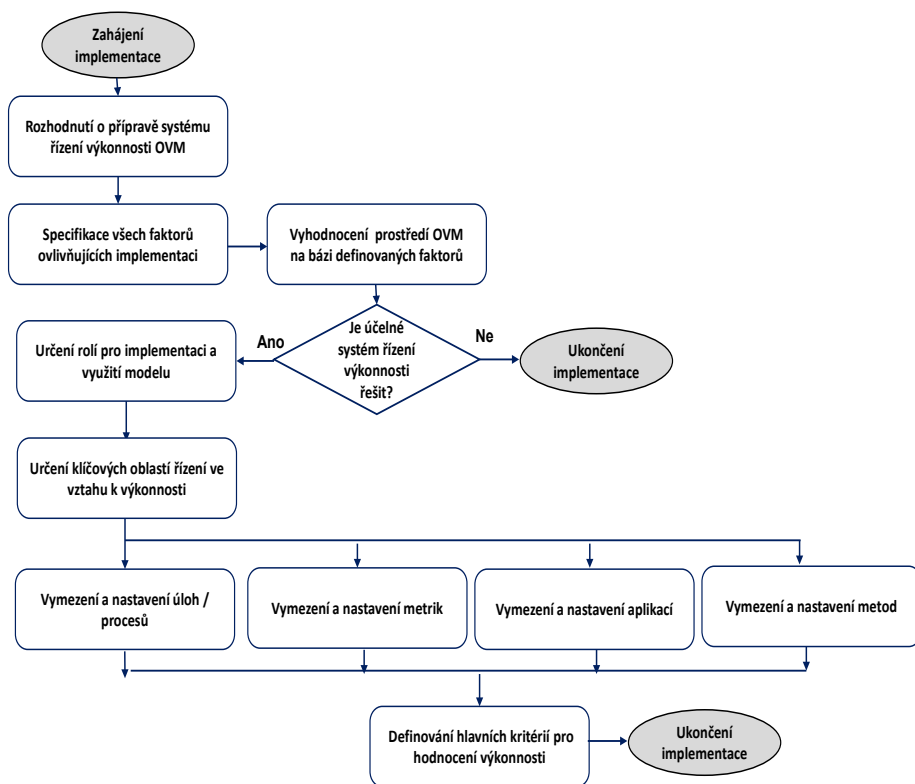 Zahájení
implementace
Rozhodnutí o přípravě systému
řízení výkonnosti OVM
Specifikace všech faktorů
ovlivňujících implementaci
Vyhodnocení prostředí OVM
na bázi definovaných faktorů
Je účelné
systém řízení
výkonnosti
řešit?
Ano
Ne
Určení rolí pro implementaci a
využití modelu
Ukončení
implementace
Určení klíčových oblastí řízení ve
vztahu k výkonnosti
Vymezení a nastavení úloh /
procesů
Vymezení a nastavení metrik
Vymezení a nastavení aplikací
Vymezení a nastavení metod
Definování hlavních kritérií pro
hodnocení výkonnosti
Ukončení
implementace